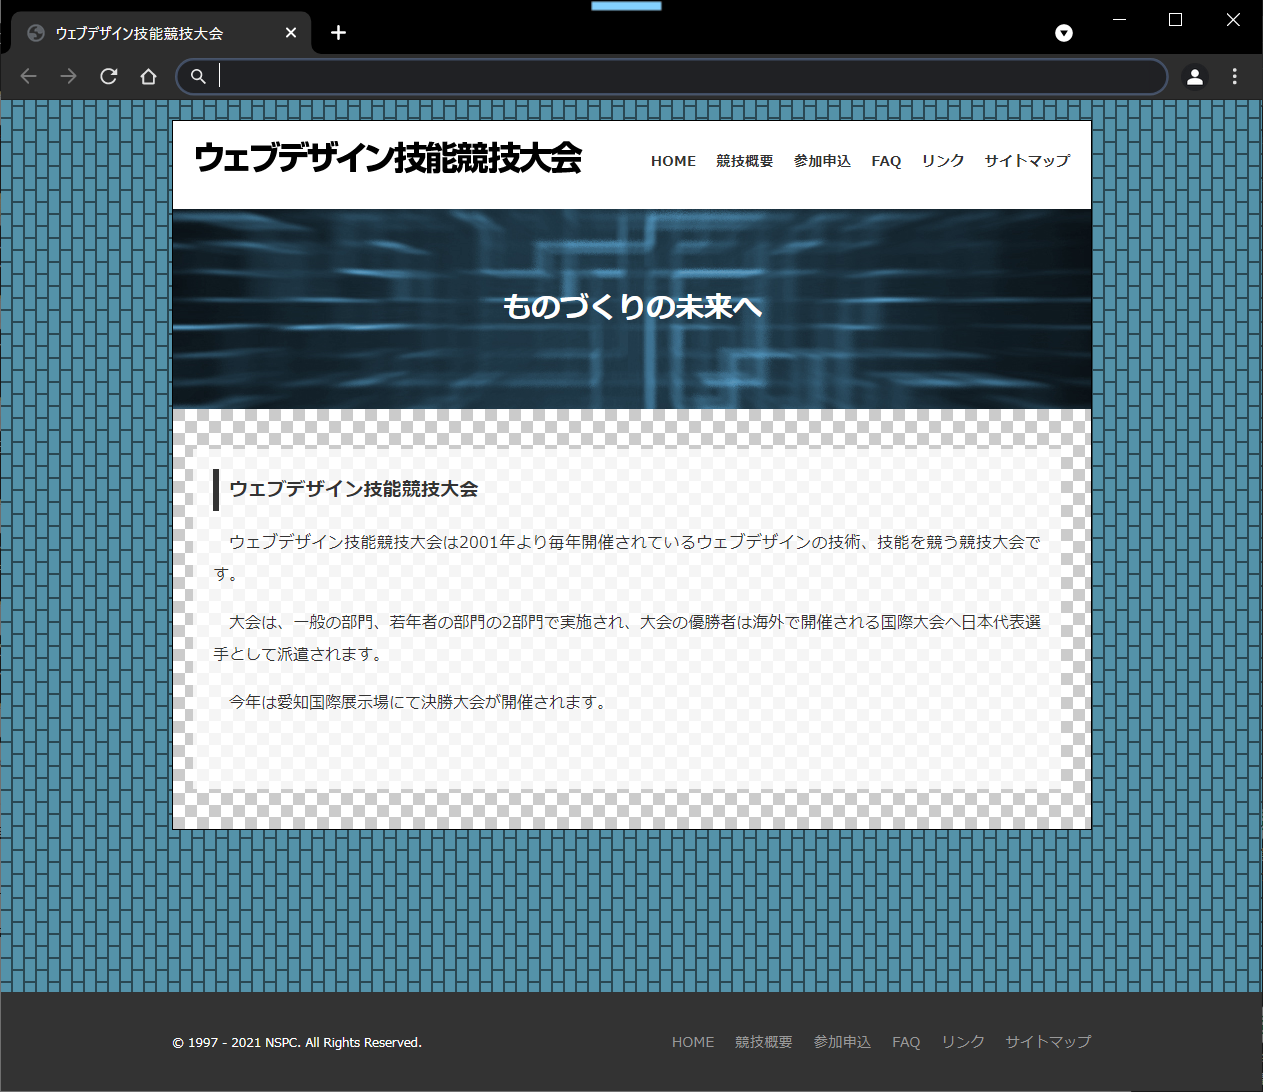 ウェブデザイン技能競技大会
ウェブデザイン技能競技大会
HOME 競技概要 参加申込 FAQ リンク サイトマップ
ものづくりの未来へ
ウェブデザイン技能競技大会
ウェブデザイン技能競技大会は2001年より毎年開催されているウェブデザインの技術、技能を競う競技大会で
す。
大会は、一般の部門、若年者の部門の2部門で実施され、大会の優勝者は海外で開催される国際大会へ日本代表選
手として派遣されます。
今年は愛知国際展示場にて決勝大会が開催されます。
© 1997 - 2021 NSPC. All Rights Reserved.
HOME 競技概要 参加申込 FAQ リンク サイトマップ